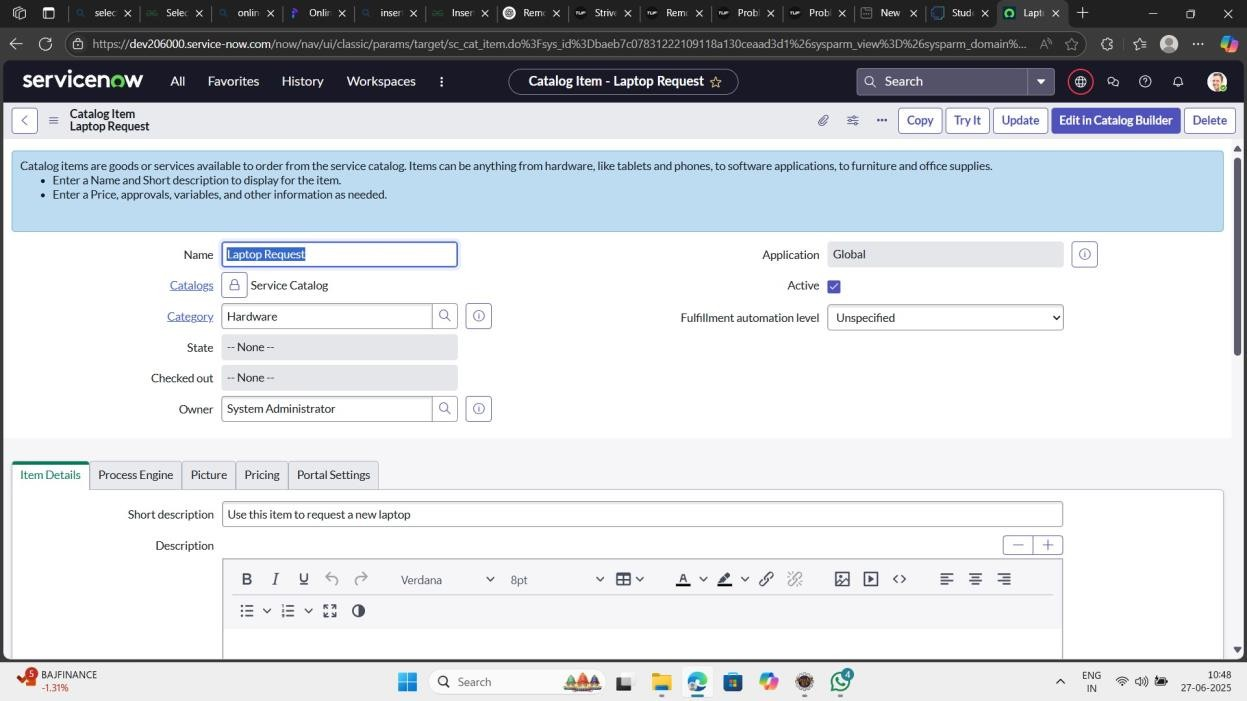 selec
Selec
onlin
Onlin
inser
Inser
Rem
Strive
Rem
Probl
Probl
New
Stud
Lapt
https://dev206000.service-now.com/now/nav/ui/classic/params/target/sc_cat_item.do%3Fsys_id%3Dbaeb7c07831222109118a130ceaad3d1%26sysparm_view%3D%26sysparm_domain%...
servicenow
All
Favorites
History
Workspaces
Catalog Item - Laptop Request
Search
Catalog Item
Laptop Request
Copy
Try It
Update
Edit in Catalog Builder
Delete
Catalog items are goods or services available to order from the service catalog. Items can be anything from hardware, like tablets and phones, to software applications, to furniture and office supplies.
• Enter a Name and Short description to display for the item.
• Enter a Price, approvals, variables, and other information as needed.
Name
Laptop Request
Application
Global
Catalogs
Service Catalog
Active
Category
Hardware
Fulfillment automation level
Unspecified
State
-- None --
Checked out
-- None --
Owner
System Administrator
Item Details
Process Engine
Picture
Pricing
Portal Settings
Short description
Use this item to request a new laptop
Description
B I U
Verdana
8pt
A
5
BAJFINANCE
-1.31%
Search
4
ENG
IN
10:48
27-06-2025